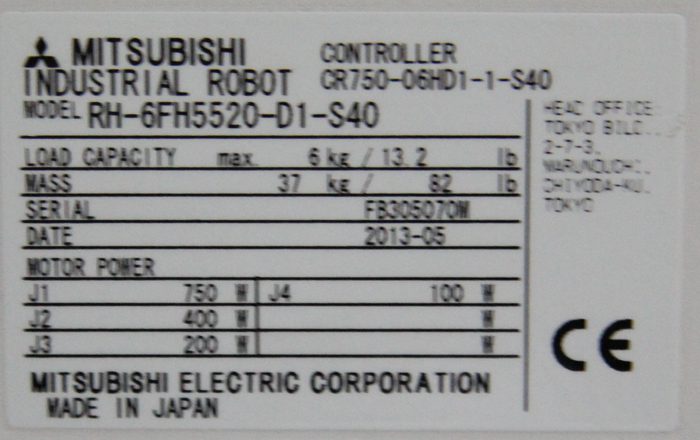 MITSUBISHI
INDUSTRIAL ROBOT
CONTROLLER
CR750-06HD1-1-S40
MODEL RH-6FH5520-D1-S40
LOAD CAPACITY max. 6 kg / 13.2 lb
MASS 37 kg / 82 lb
SERIAL FB305070M
DATE 2013-05
MOTOR POWER
J1 750 W J4 100 W
J2 400 W W
J3 200 W W
HEAD OFFICE:
TOKYO BILD..
2-7-3,
MARUNOUCHI,
CHIYODA-KU,
TOKYO
CE
MITSUBISHI ELECTRIC CORPORATION
MADE IN JAPAN